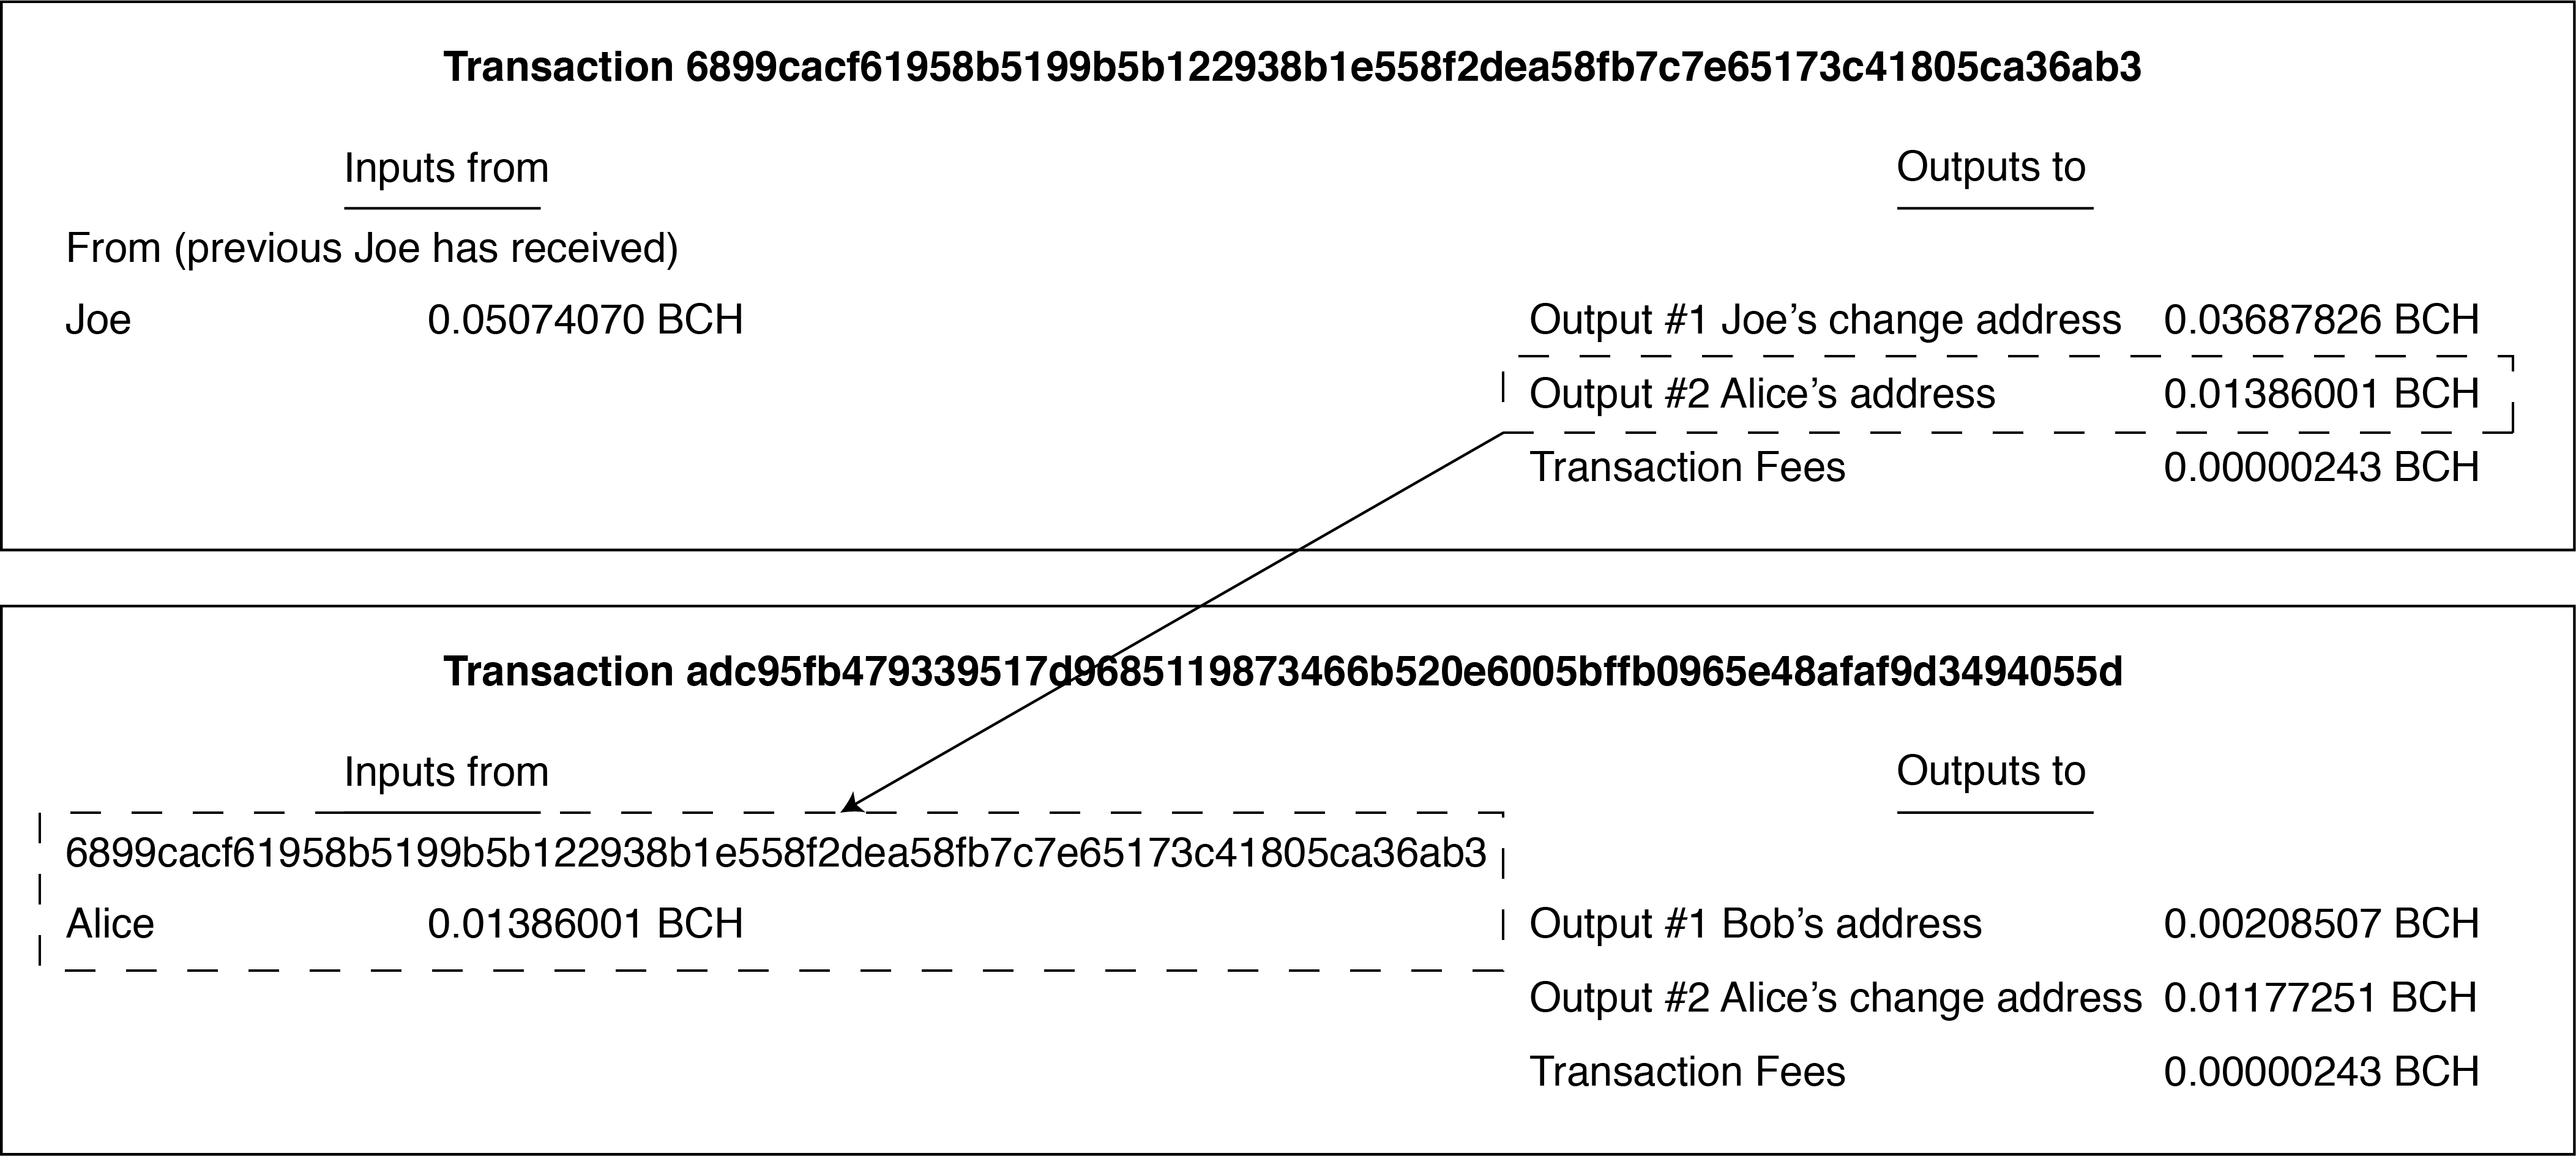 Transaction 6899cacf61958b5199b5b122938b1e558f2dea58fb7c7e65173c41805ca36ab3
Inputs from
Outputs to
From (previous Joe has received)
Joe 0.05074070 BCH
Output #1 Joe’s change address 0.03687826 BCH
Output #2 Alice’s address 0.01386001 BCH
Transaction Fees 0.00000243 BCH
Transaction adc95fb479339517d9685119873466b520e6005bffb0965e48afaf9d3494055d
Inputs from
Outputs to
6899cacf61958b5199b5b122938b1e558f2dea58fb7c7e65173c41805ca36ab3
Alice 0.01386001 BCH
Output #1 Bob’s address 0.00208507 BCH
Output #2 Alice’s change address 0.01177251 BCH
Transaction Fees 0.00000243 BCH